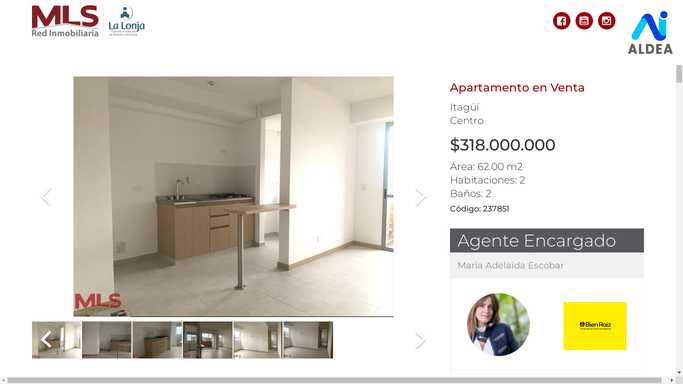 MLS
Red Inmobiliaria
La Lonja
ALDEA
Apartamento en Venta
Itagüí
Centro
$318.000.000
Área: 62.00 m2
Habitaciones: 2
Baños: 2
Código: 237851
Agente Encargado
Maria Adelaida Escobar
Bien Raiz
MLS